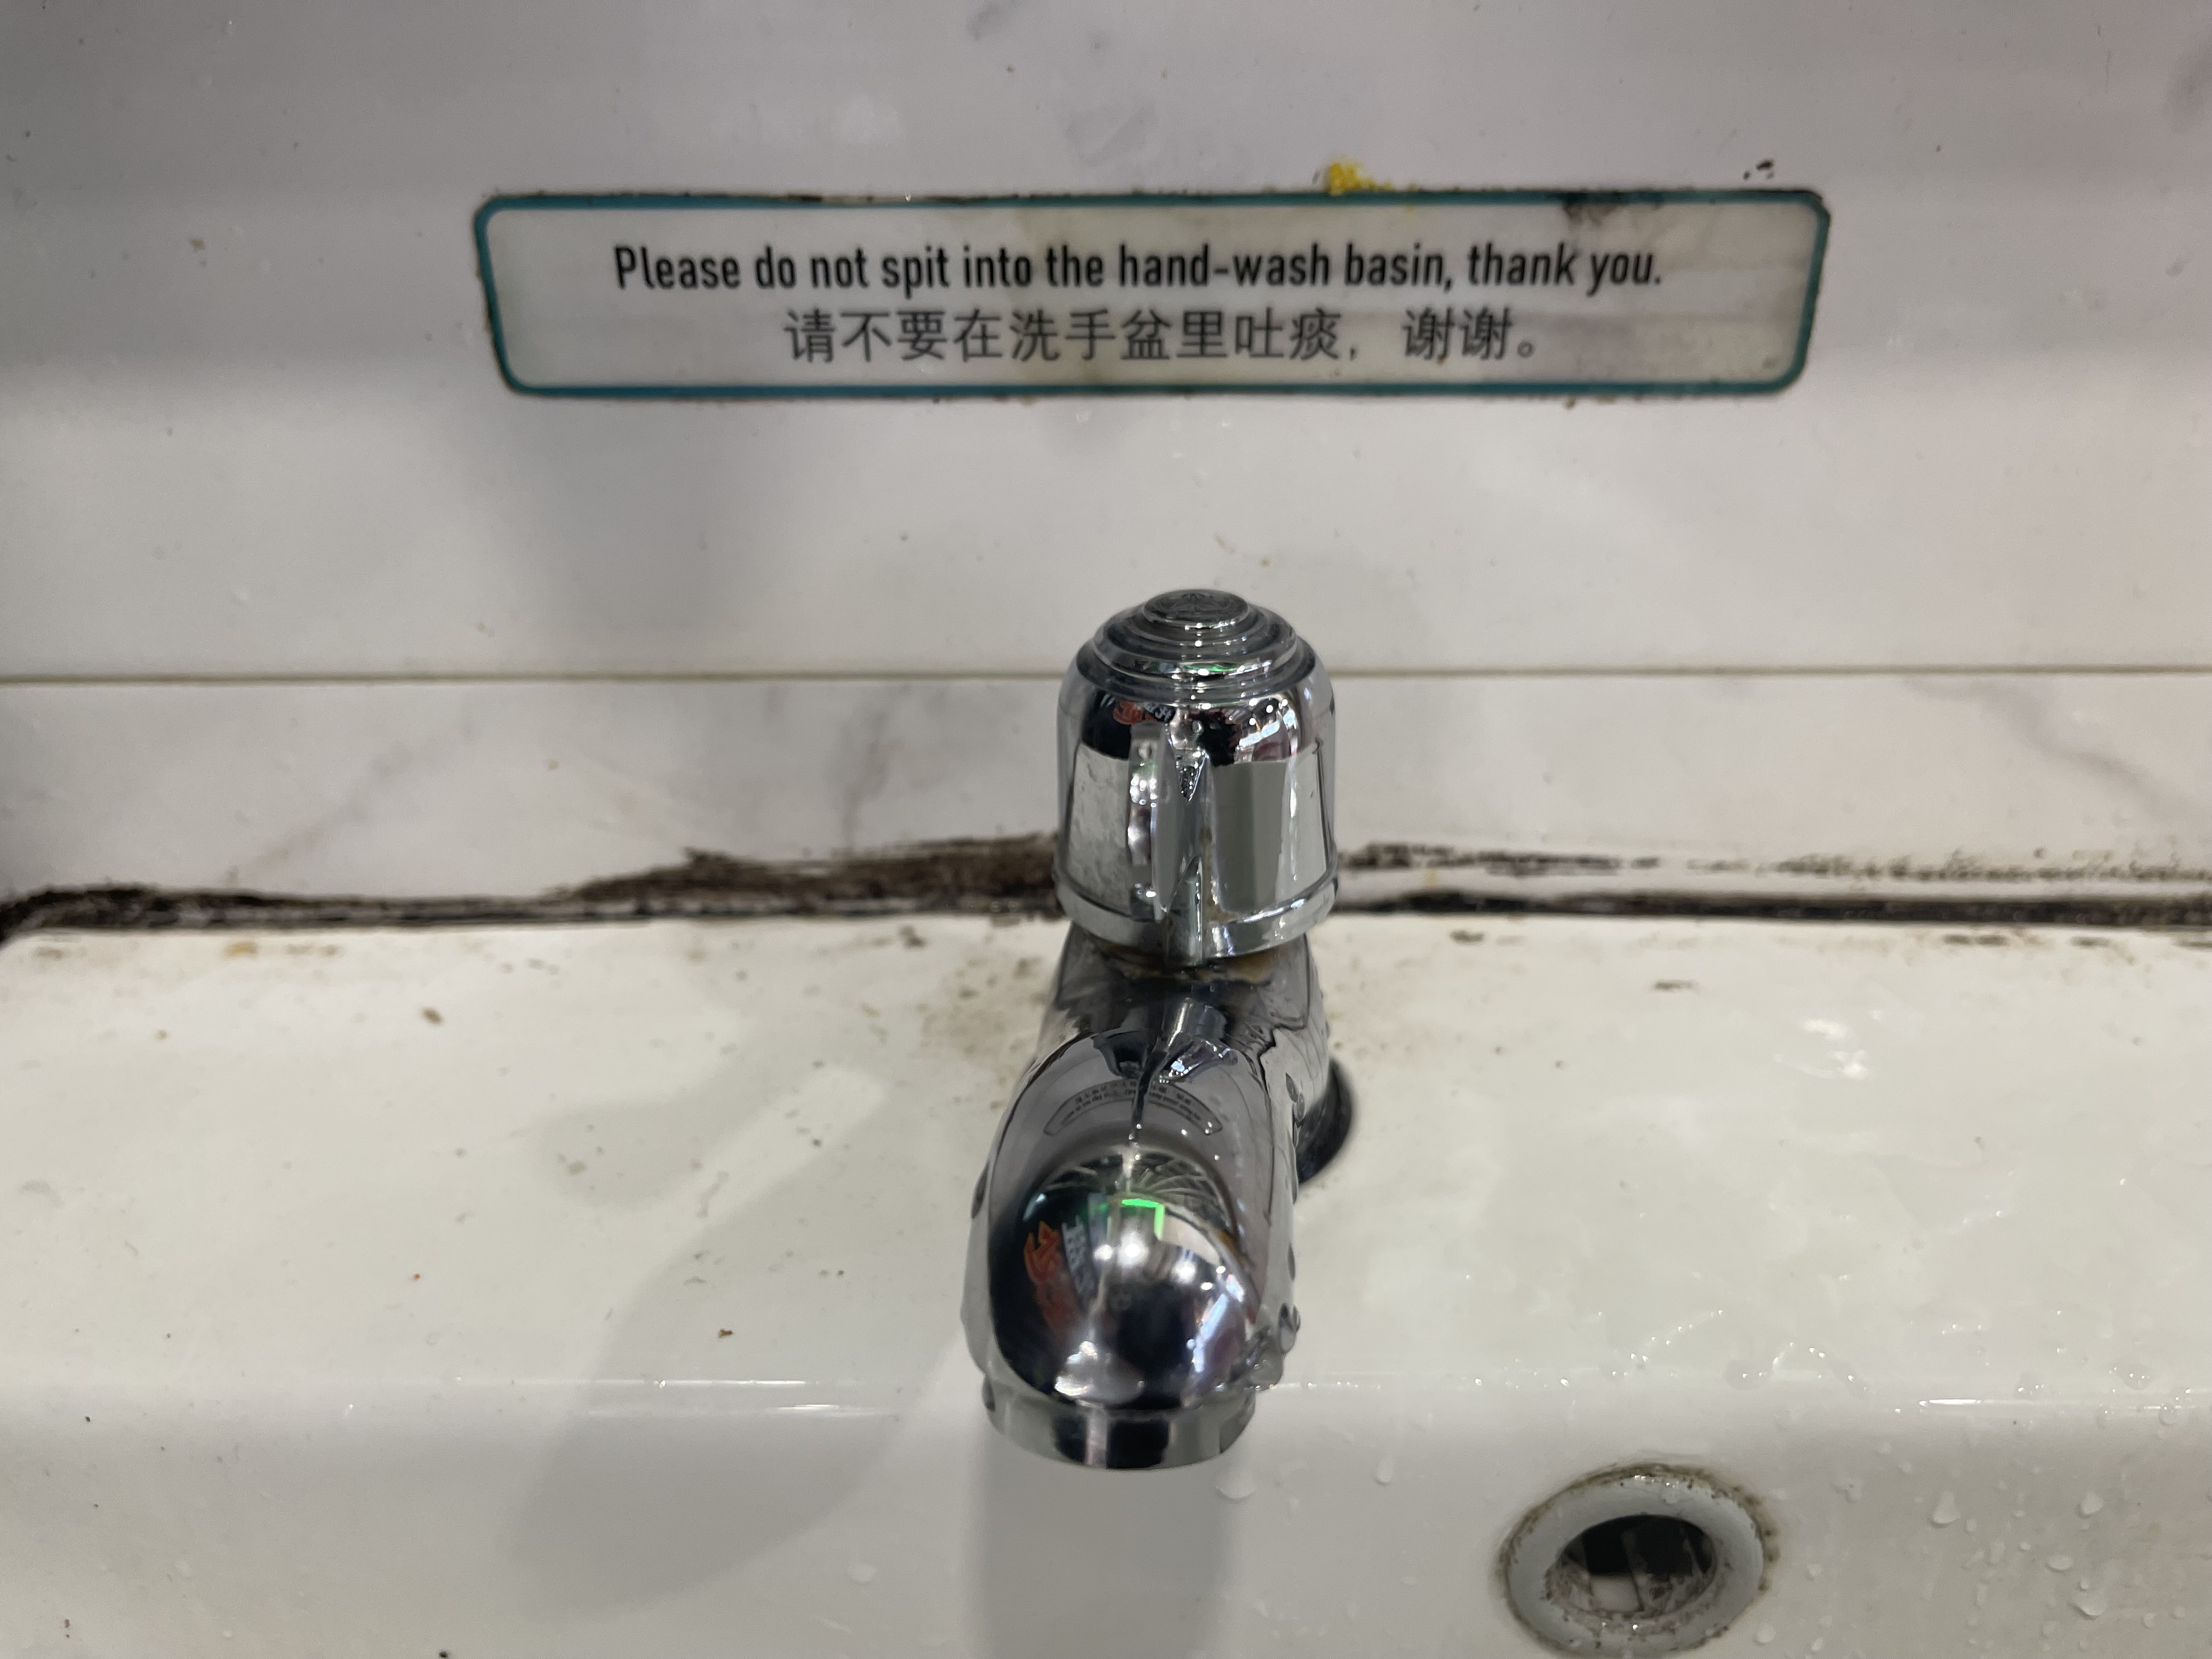 Please do not spit into the hand-wash basin, thank you.
请不要在洗手盆里吐痰，谢谢。